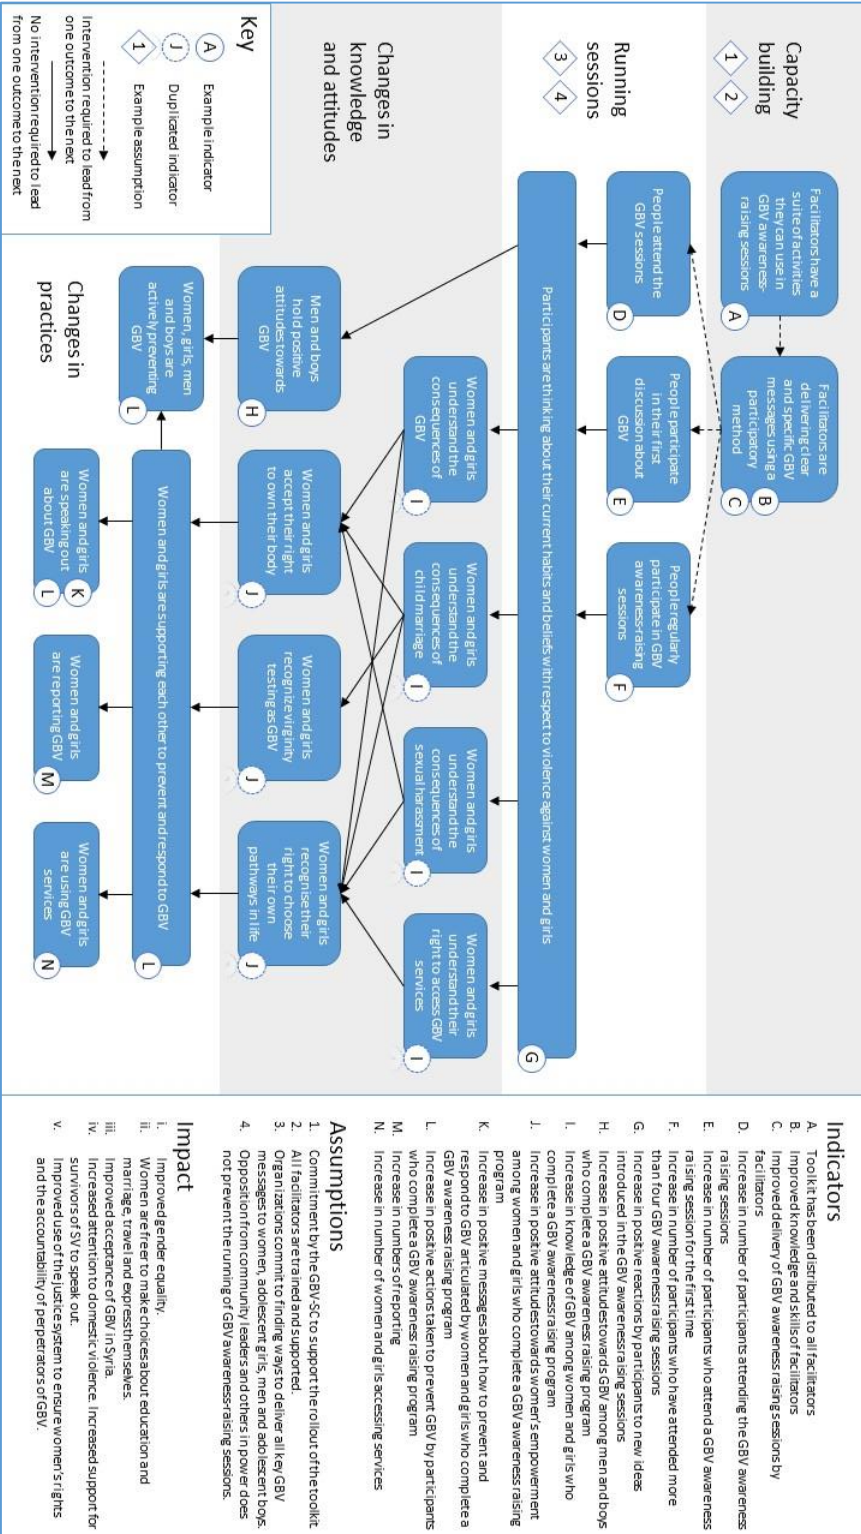 Capacity
building
1 2
Facilitators have a
suite of activities
they can use in
GBV awareness-
raising sessions
A
Facilitators are
delivering clear
and specific GBV
messages using a
participatory
method
B
C
Running
sessions
3 4
People attend the
GBV sessions
D
People participate
in their first
discussion about
GBV
E
People regularly
participate in GBV
awareness-raising
sessions
F
Participants are thinking about their current habits and beliefs with respect to violence against women and girls
G
Changes in
knowledge
and attitudes
Women and girls
understand the
consequences of
GBV
I
Women and girls
understand the
consequences of
child marriage
I
Women and girls
understand the
consequences of
sexual harassment
I
Women and girls
understand their
right to access GBV
services
I
Men and boys
hold positive
attitudes towards
GBV
H
Women and girls
accept their right
to own their body
J
Women and girls
recognize virginity
testing as GBV
J
Women and girls
recognise their
right to choose
their own
pathways in life
J
Women, girls, men
and boys are
actively preventing
GBV
L
Women and girls are supporting each other to prevent and respond to GBV
L
Changes in
practices
Women and girls
are speaking out
about GBV
K
L
Women and girls
are reporting GBV
M
Women and girls
are using GBV
services
N
Key
A Example indicator
J Duplicated indicator
1 Example assumption
Intervention required to lead from
one outcome to the next
No intervention required to lead
from one outcome to the next
Indicators
A. Toolkit has been distributed to all facilitators
B. Improved knowledge and skills of facilitators
C. Improved delivery of GBV awareness raising sessions by
facilitators
D. Increase in number of participants attending the GBV awareness
raising sessions
E. Increase in number of participants who attend a GBV awareness
raising session for the first time
F. Increase in number of participants who have attended more
than four GBV awareness raising sessions
G. Increase in positive reactions by participants to new ideas
introduced in the GBV awareness raising sessions
H. Increase in positive attitudes towards GBV among men and boys
who complete a GBV awareness raising program
I. Increase in knowledge of GBV among women and girls who
complete a GBV awareness raising program
J. Increase in positive attitudes towards women's empowerment
among women and girls who complete a GBV awareness raising
program
K. Increase in positive messages about how to prevent and
respond to GBV articulated by women and girls who complete a
GBV awareness raising program
L. Increase in positive actions taken to prevent GBV by participants
who complete a GBV awareness raising program
M. Increase in numbers of reporting
N. Increase in number of women and girls accessing services
Assumptions
1. Commitment by the GBV-SC to support the rollout of the toolkit.
2. All facilitators are trained and supported.
3. Organizations commit to finding ways to deliver all key GBV
messages to women, adolescent girls, men and adolescent boys.
4. Opposition from community leaders and others in power does
not prevent the running of GBV awareness-raising sessions.
Impact
i. Improved gender equality.
ii. Women are freer to make choices about education and
marriage, travel and express themselves.
iii. Improved acceptance of GBV in Syria.
iv. Increased attention to domestic violence. Increased support for
survivors of SV to speak out.
v. Improved use of the justice system to ensure women's rights
and the accountability of perpetrators of GBV.